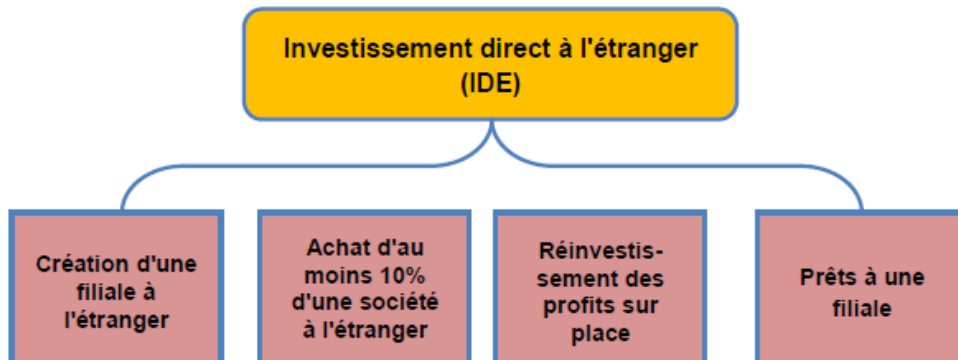 Investissement direct à l'étranger
(IDE)
Création d'une
filiale à
l'étranger
Achat d'au
moins 10%
d'une société
à l'étranger
Réinvestis-
sement des
profits sur
place
Prêts à une
filiale